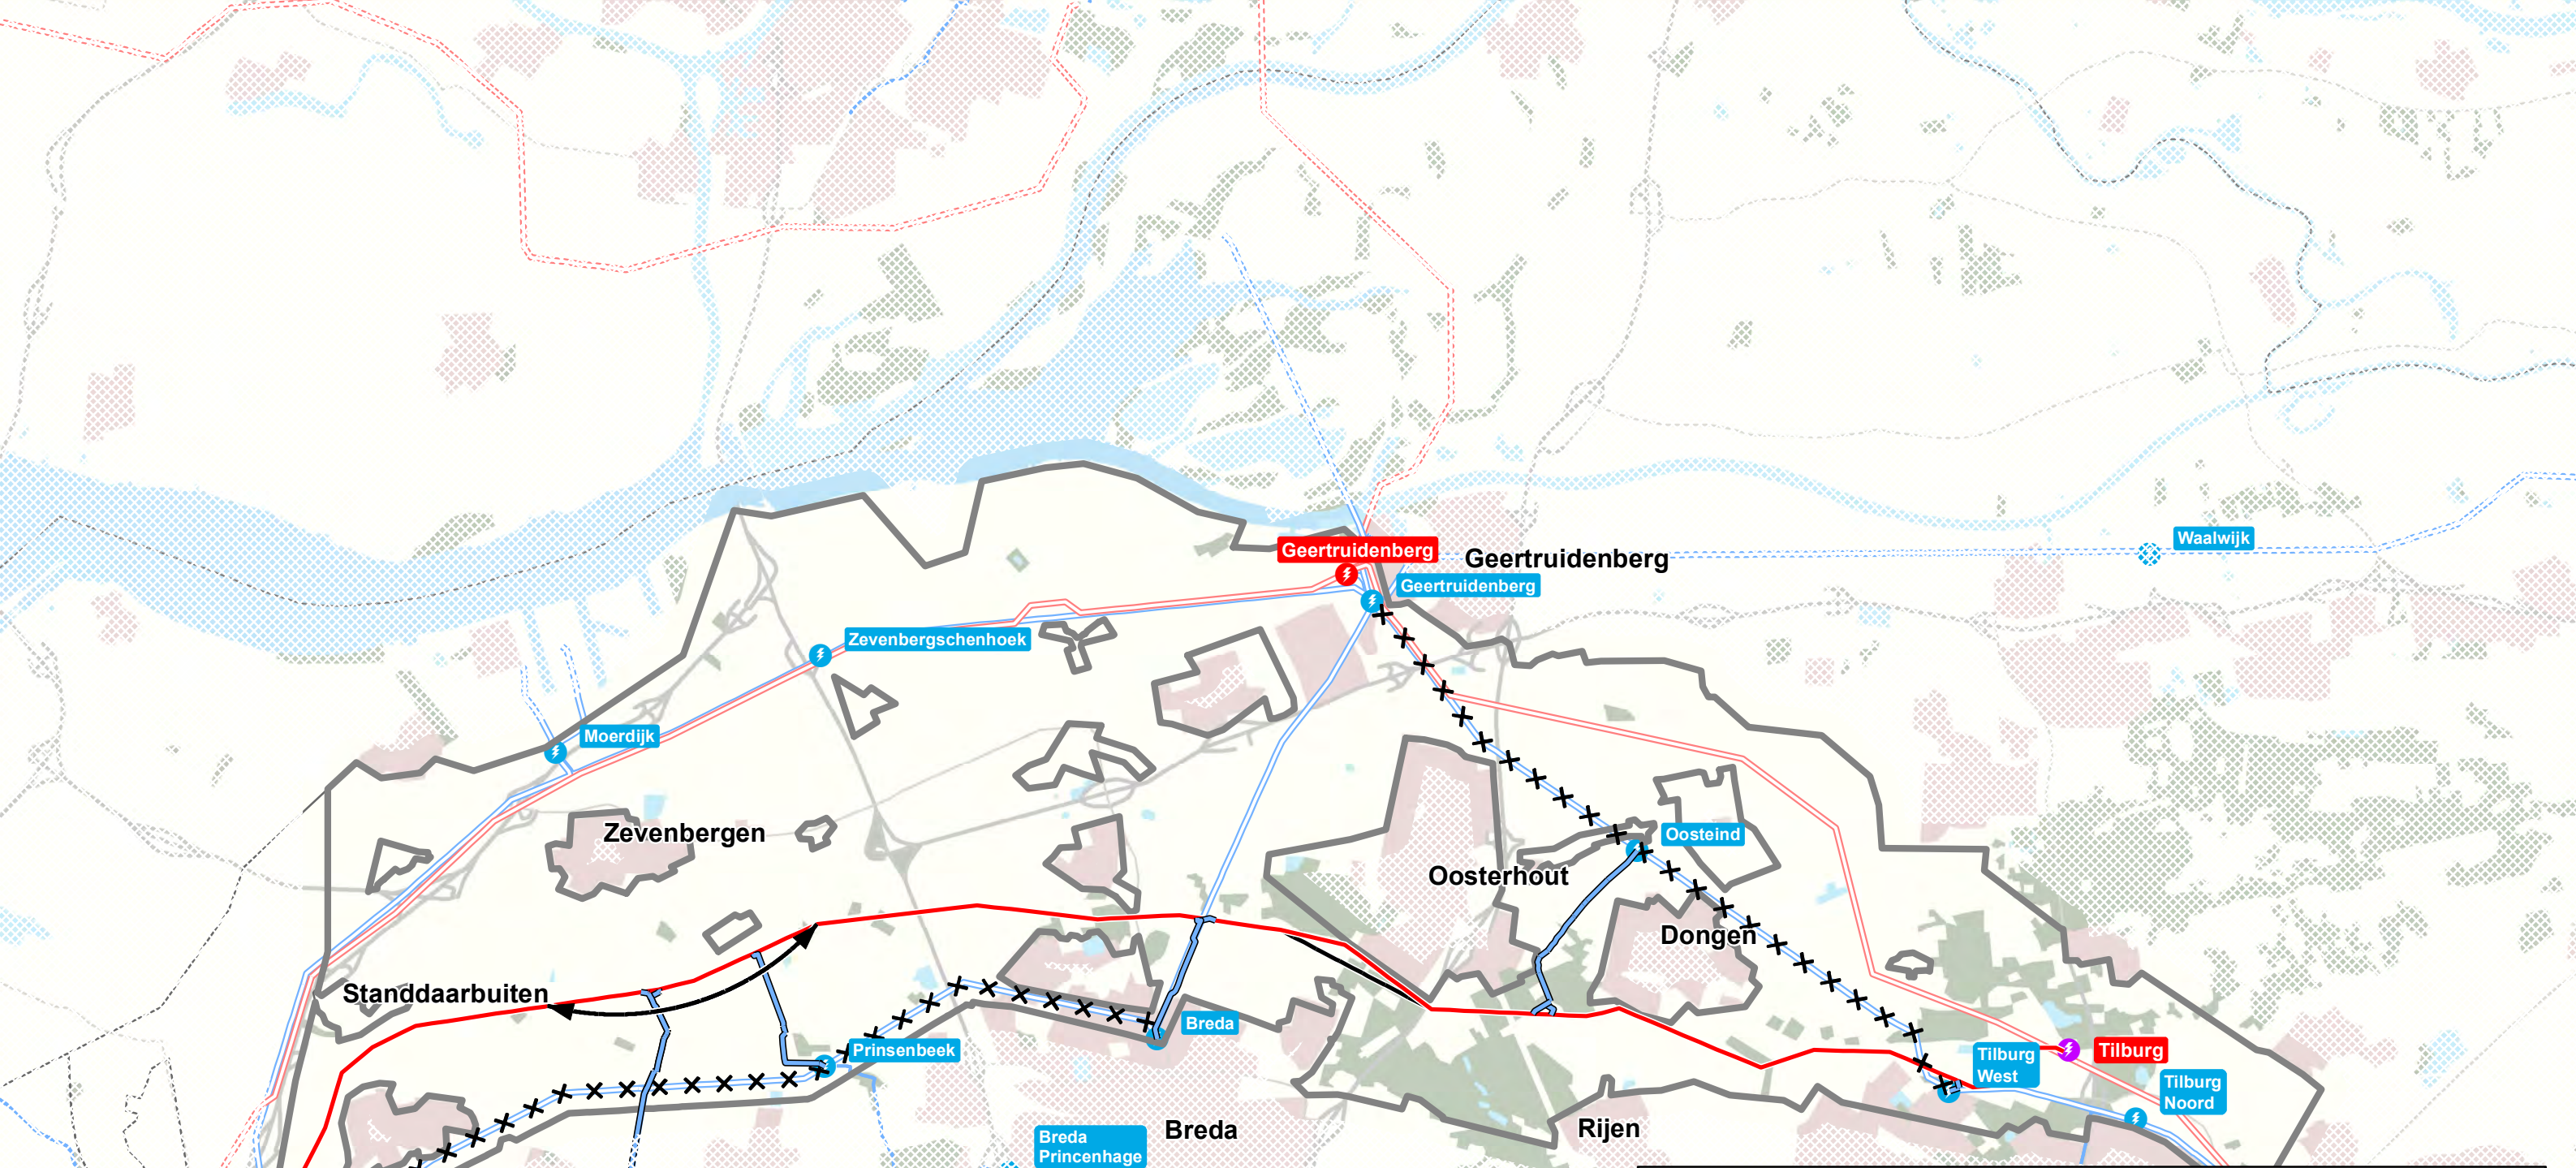 Waalwijk
Geertruidenberg
Geertruidenberg
Geertruidenberg
Zevenbergschenhoek
Moerdijk
Zevenbergen
Oosteind
Oosterhout
Dongen
Standdaarbuiten
Breda
Prinsenbeek
Tilburg
Tilburg
West
Tilburg
Noord
Breda
Princenhage
Breda
Rijen